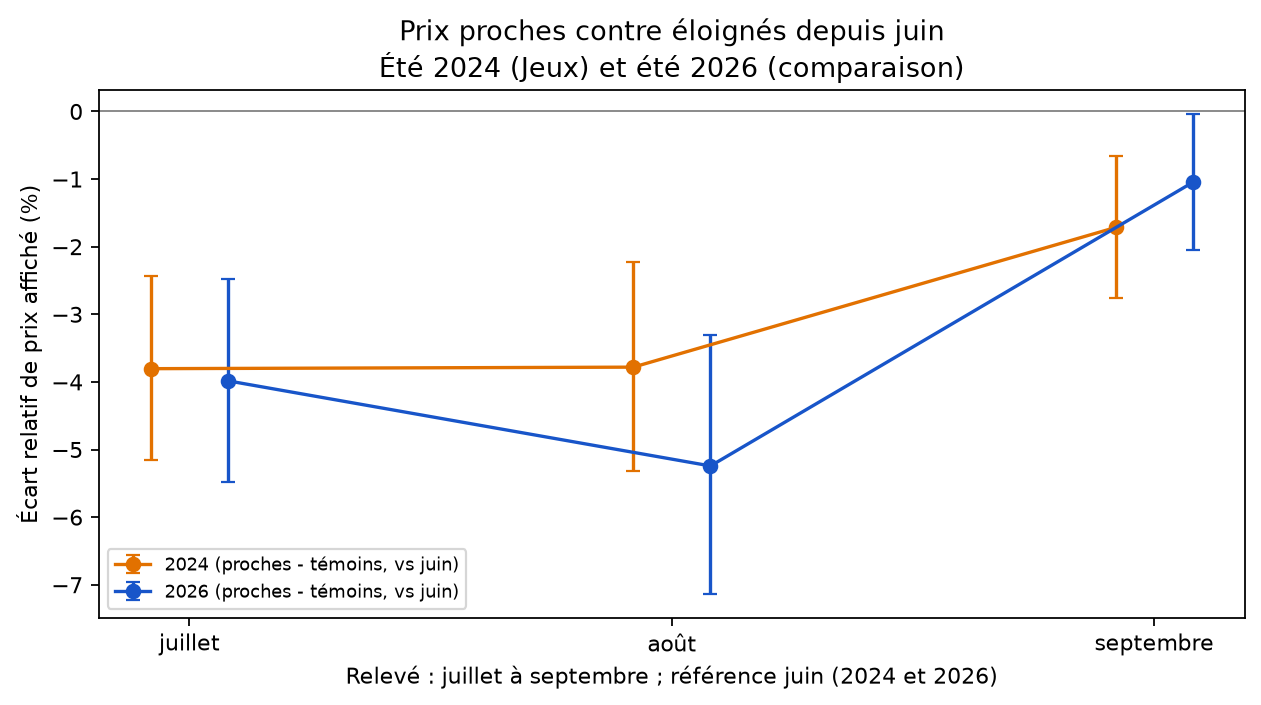 Prix proches contre éloignés depuis juin
Été 2024 (Jeux) et été 2026 (comparaison)
Écart relatif de prix affiché (%)
0
−1
−2
−3
−4
−5
−6
−7
2024 (proches - témoins, vs juin)
2026 (proches - témoins, vs juin)
juillet
août
septembre
Relevé : juillet à septembre ; référence juin (2024 et 2026)